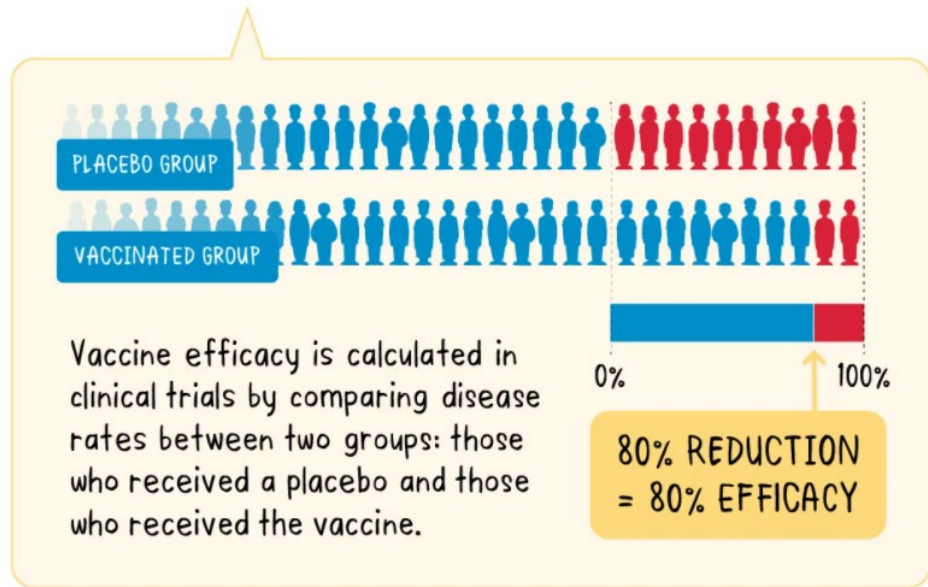 PLACEBO GROUP
VACCINATED GROUP
0%
100%
Vaccine efficacy is calculated in
clinical trials by comparing disease
rates between two groups: those
who received a placebo and those
who received the vaccine.
80% REDUCTION
= 80% EFFICACY